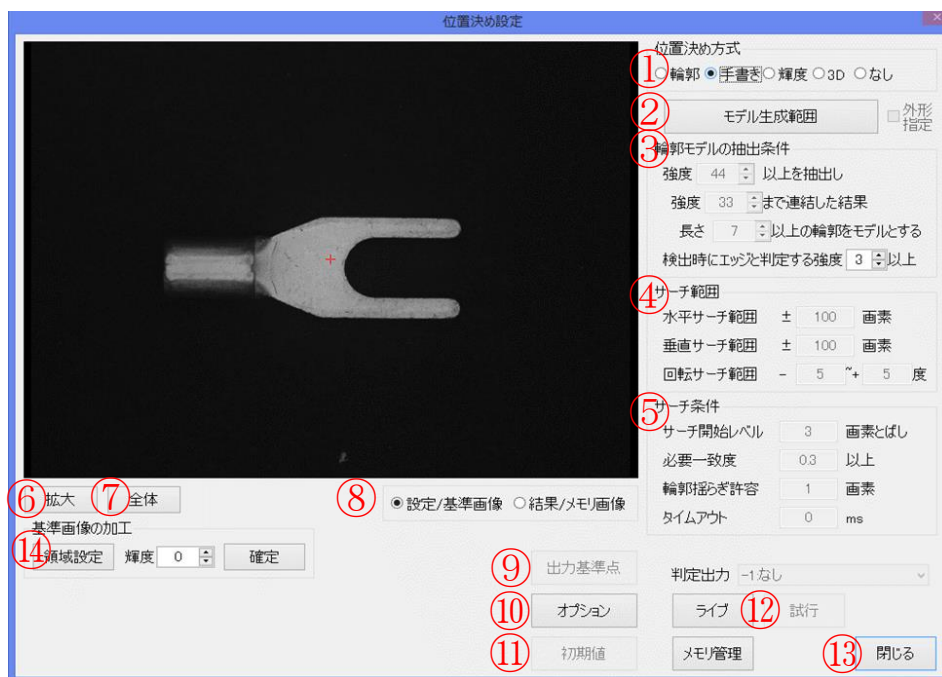 位置決め設定
位置決め方式
① 輪郭 手書き 輝度 3D なし
② モデル生成範囲 外形指定
③ 輪郭モデルの抽出条件
強度 44 以上を抽出し
強度 33 まで連結した結果
長さ 7 以上の輪郭をモデルとする
検出時にエッジと判定する強度 3 以上
④ サーチ範囲
水平サーチ範囲 ± 100 画素
垂直サーチ範囲 ± 100 画素
回転サーチ範囲 - 5 ~+ 5 度
⑤ サーチ条件
サーチ開始レベル 3 画素とばし
必要一致度 0.3 以上
輪郭揺らぎ許容 1 画素
タイムアウト 0 ms
⑥ 拡大 ⑦ 全体 ⑧ 設定/基準画像 結果/メモリ画像
基準画像の加工
⑭ 領域設定 輝度 0 確定
⑨ 出力基準点 判定出力 -1:なし
⑩ オプション ライブ ⑫ 試行
⑪ 初期値 メモリ管理 ⑬ 閉じる